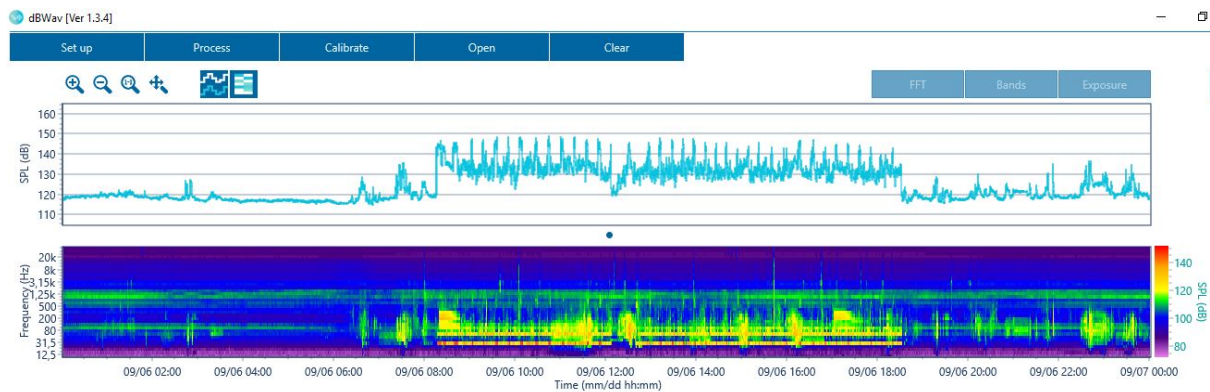 dBWav [Ver 1.3.4]
Set up Process Calibrate Open Clear
FFT Bands Exposure
160
150
140
130
120
110
SPL (dB)
20k
8k
3,15k
1,25k
500
200
80
31,5
12,5
Frequency (Hz)
140
120
100
80
SPL (dB)
09/06 02:00 09/06 04:00 09/06 06:00 09/06 08:00 09/06 10:00 09/06 12:00 09/06 14:00 09/06 16:00 09/06 18:00 09/06 20:00 09/06 22:00 09/07 00:00
Time (mm/dd hh:mm)